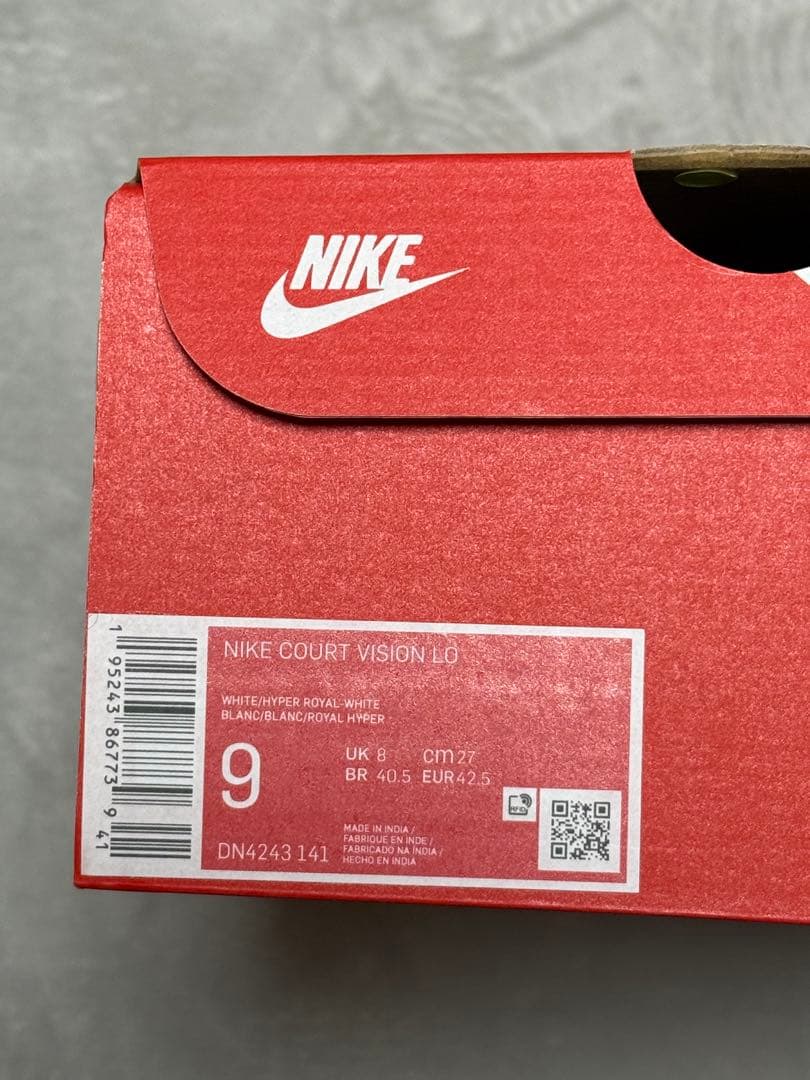 NIKE
NIKE COURT VISION LO
WHITE/HYPER ROYAL-WHITE
BLANC/BLANC/ROYAL HYPER
9
UK 8 cm 27
BR 40.5 EUR 42.5
RFID
DN4243 141
MADE IN INDIA /
FABRIQUE EN INDE /
FABRICADO NA ÍNDIA /
HECHO EN INDIA
1 95243 86773 9 41